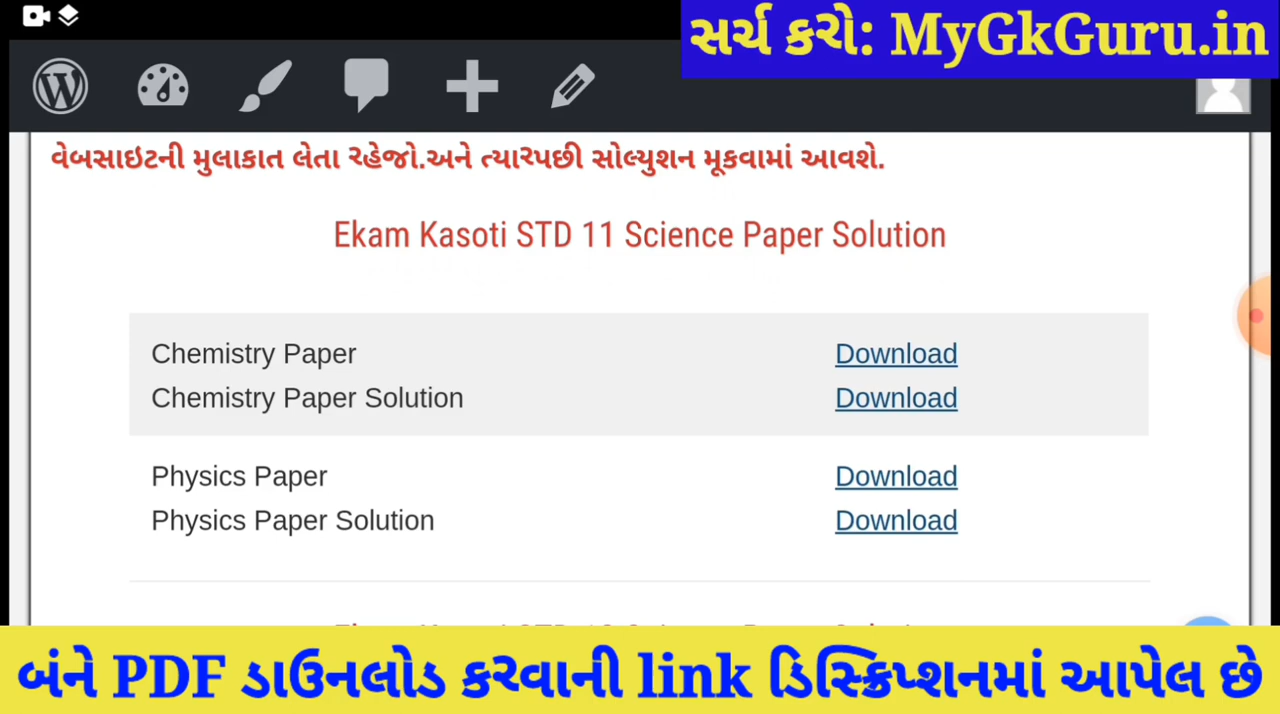 સર્ચ કરો: MyGkGuru.in
વેબસાઇટની મુલાકાત લેતા રહેજો.અને ત્યારપછી સોલ્યુશન મૂકવામાં આવશે.
Ekam Kasoti STD 11 Science Paper Solution
Chemistry Paper Download
Chemistry Paper Solution Download
Physics Paper Download
Physics Paper Solution Download
બંને PDF ડાઉનલોડ કરવાની link ડિસ્ક્રિપ્શનમાં આપેલ છે